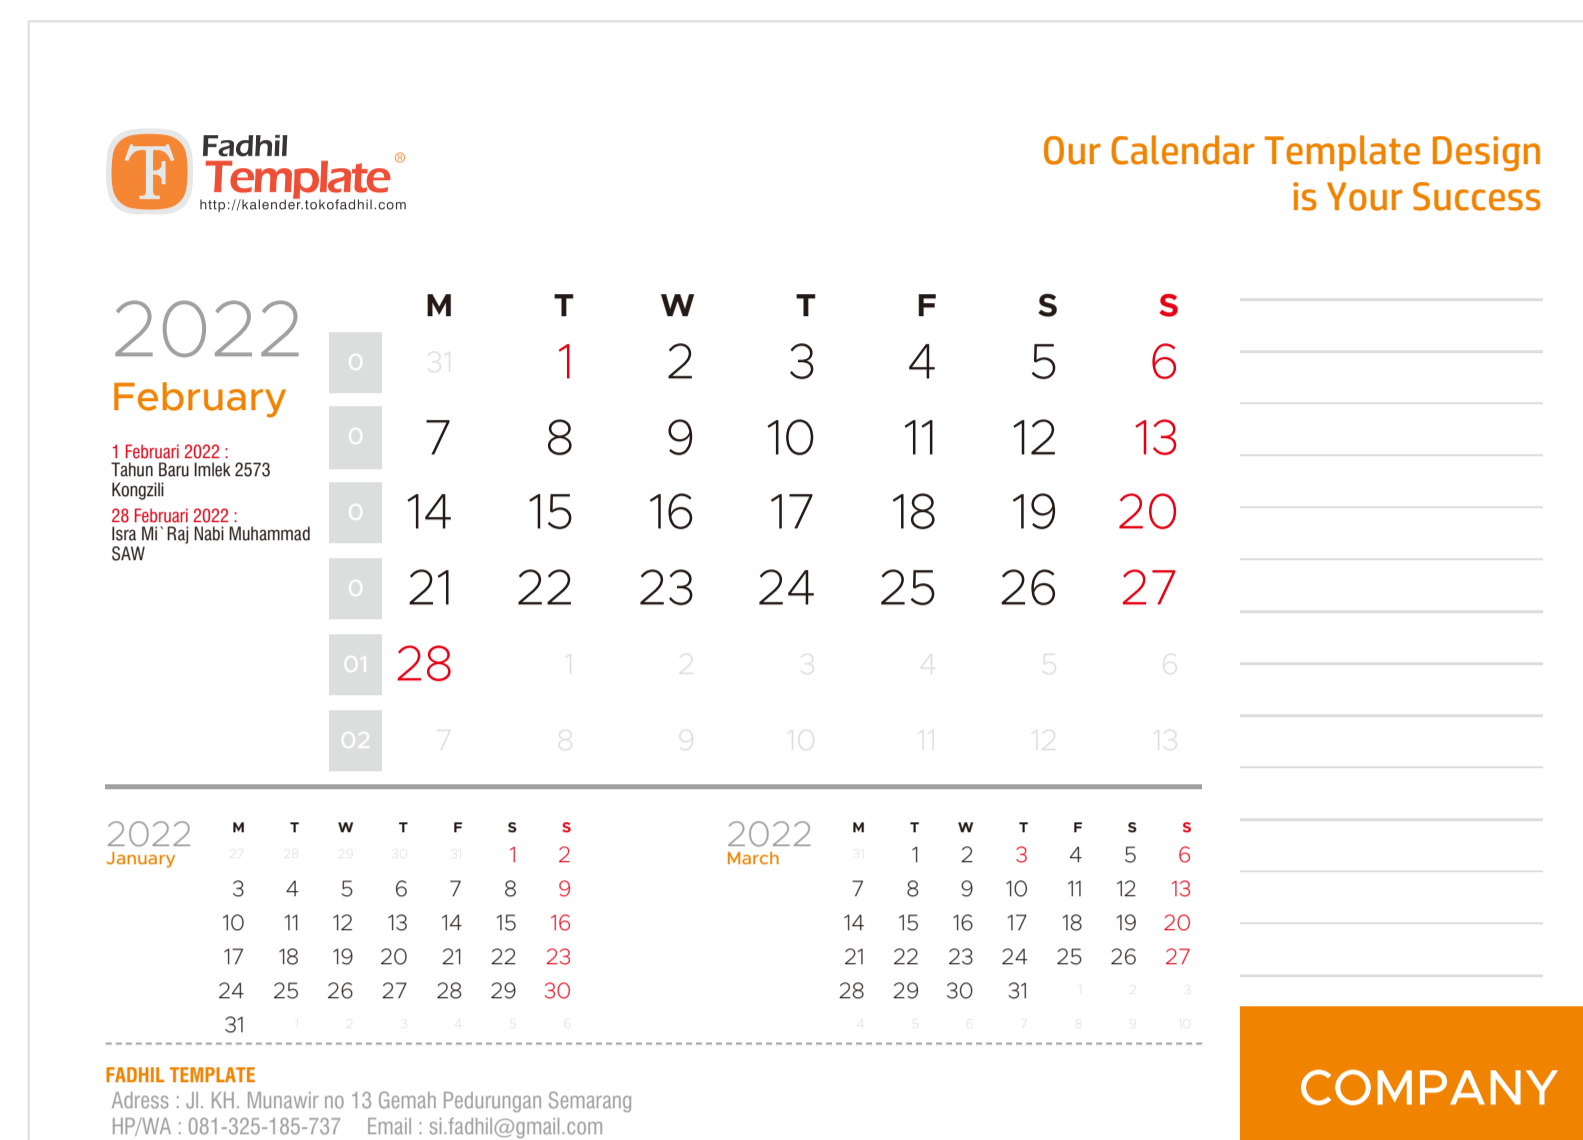 T
Fadhil
Template®
http://kalender.tokofadhil.com
Our Calendar Template Design
is Your Success
2022
February
1 Februari 2022 :
Tahun Baru Imlek 2573
Kongzili
28 Februari 2022 :
Isra Mi`Raj Nabi Muhammad
SAW
M T W T F S S
0 31 1 2 3 4 5 6
0 7 8 9 10 11 12 13
0 14 15 16 17 18 19 20
0 21 22 23 24 25 26 27
01 28 1 2 3 4 5 6
02 7 8 9 10 11 12 13
2022
January
M T W T F S S
27 28 29 30 31 1 2
3 4 5 6 7 8 9
10 11 12 13 14 15 16
17 18 19 20 21 22 23
24 25 26 27 28 29 30
31 1 2 3 4 5 6
2022
March
M T W T F S S
31 1 2 3 4 5 6
7 8 9 10 11 12 13
14 15 16 17 18 19 20
21 22 23 24 25 26 27
28 29 30 31 1 2 3
4 5 6 7 8 9 10
FADHIL TEMPLATE
Adress : Jl. KH. Munawir no 13 Gemah Pedurungan Semarang
HP/WA : 081-325-185-737 Email : si.fadhil@gmail.com
COMPANY